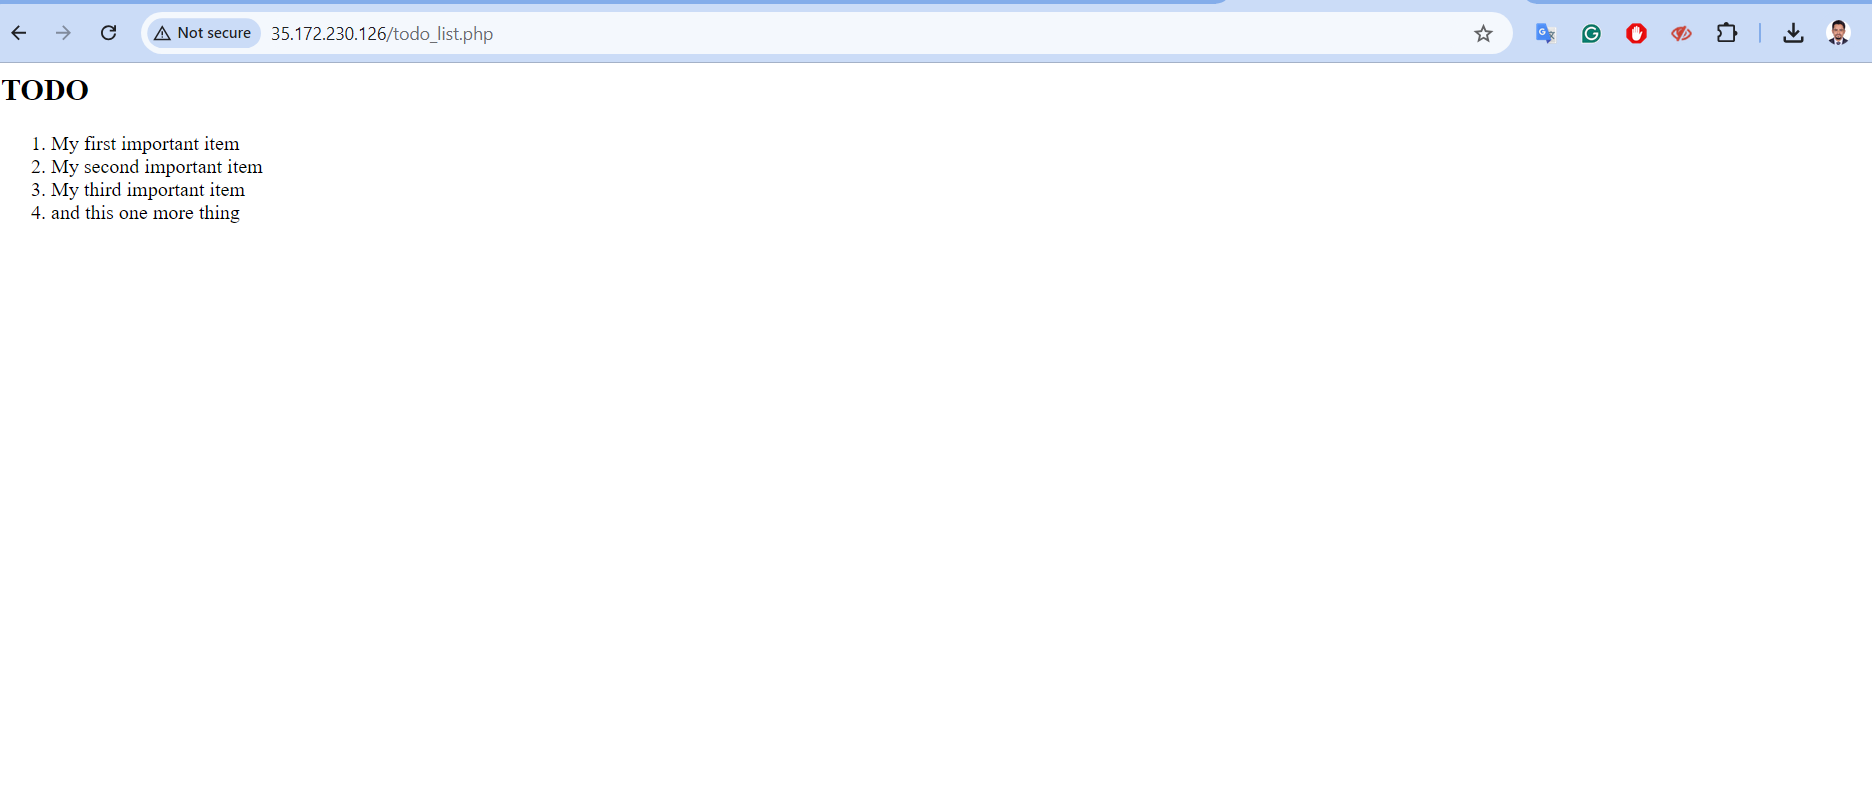 Not secure 35.172.230.126/todo_list.php
TODO
1. My first important item
2. My second important item
3. My third important item
4. and this one more thing